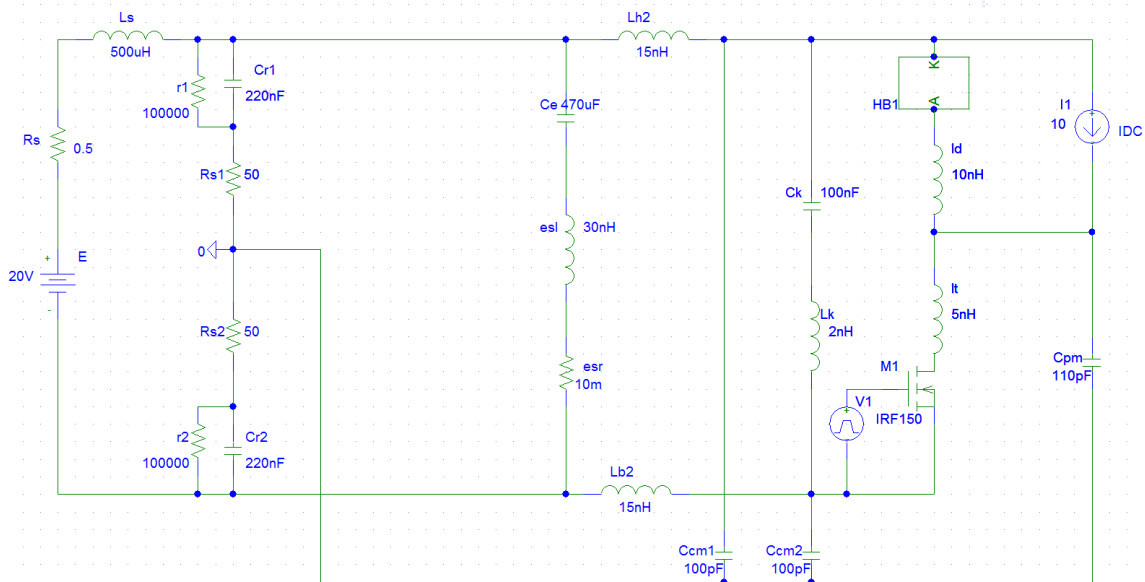 Ls
500uH
Lh2
15nH
r1
100000
Cr1
220nF
Ce 470uF
HB1
K
A
I1
10
IDC
Rs
0.5
Rs1
50
ld
10nH
Ck
100nF
esl
30nH
0
E
20V
+
-
Rs2
50
Lk
2nH
lt
5nH
esr
10m
M1
IRF150
V1
+
-
Cpm
110pF
r2
100000
Cr2
220nF
Lb2
15nH
Ccm1
100pF
Ccm2
100pF